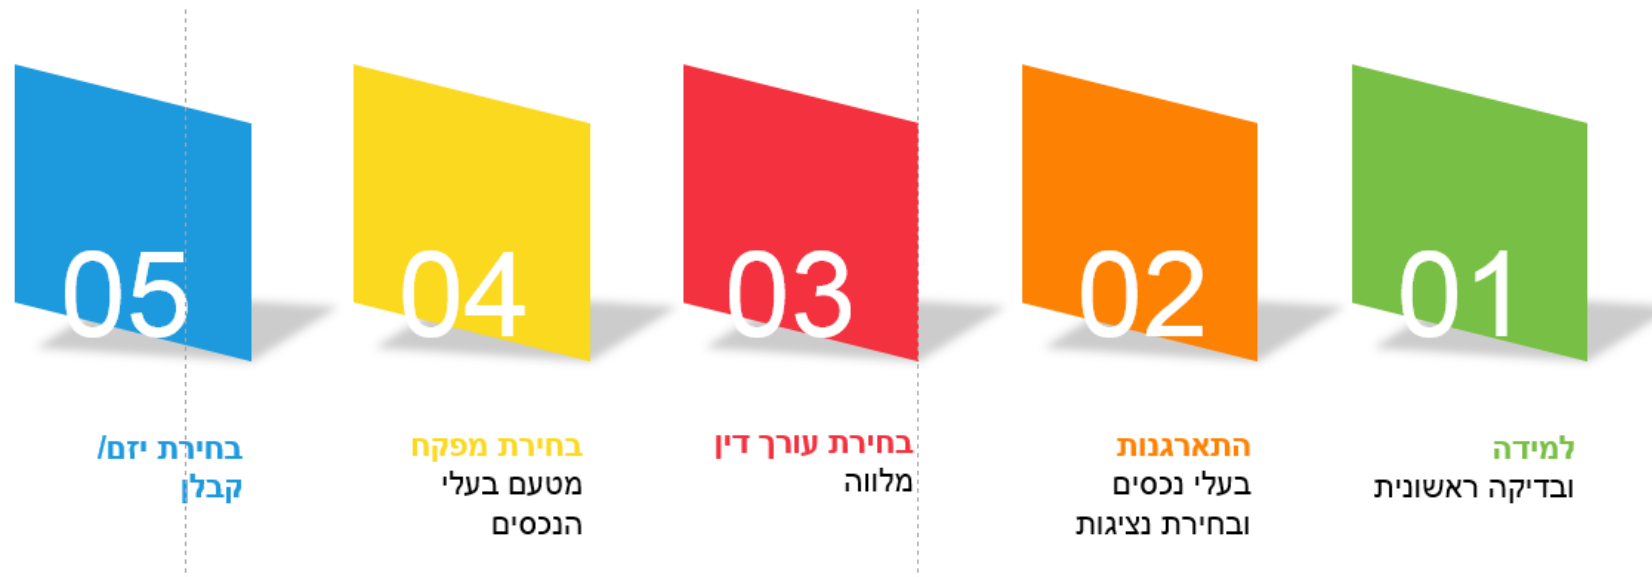 01
למידה
ובדיקה ראשונית
02
התארגנות
בעלי נכסים
ובחירת נציגות
03
בחירת עורך דין
מלווה
04
בחירת מפקח
מטעם בעלי
הנכסים
05
בחירת יזם/
קבלן